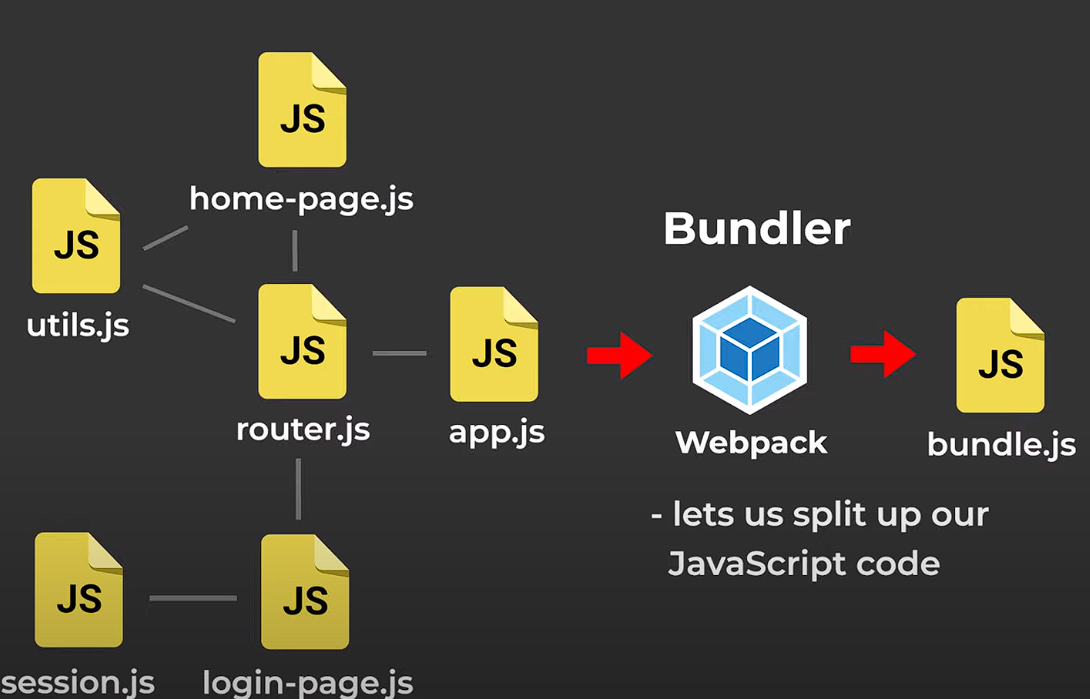 JS
home-page.js
JS
utils.js
JS
router.js
JS
app.js
JS
session.js
JS
login-page.js
Bundler
Webpack
- lets us split up our
JavaScript code
JS
bundle.js